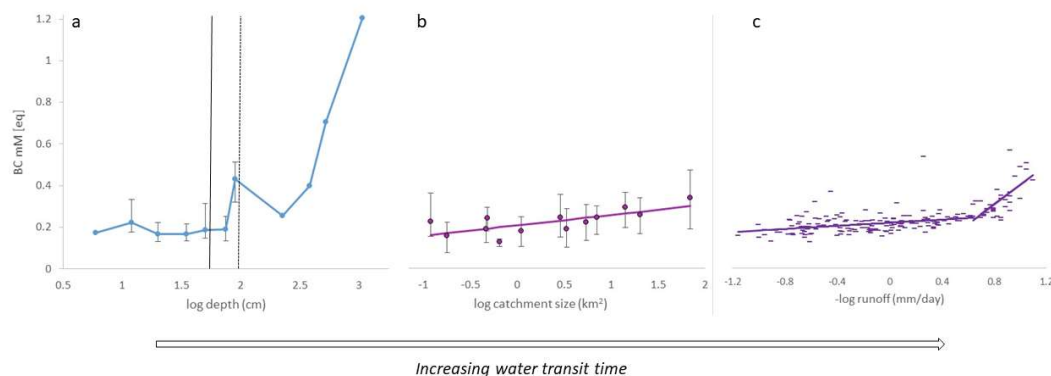 a
b
c
BC mM [eq]
1.2
1
0.8
0.6
0.4
0.2
0
0.5 1 1.5 2 2.5 3 3.5
log depth (cm)
-1 -0.5 0 0.5 1 1.5 2
log catchment size (km²)
-1.2 -0.8 -0.4 0 0.4 0.8 1.2
-log runoff (mm/day)
Increasing water transit time